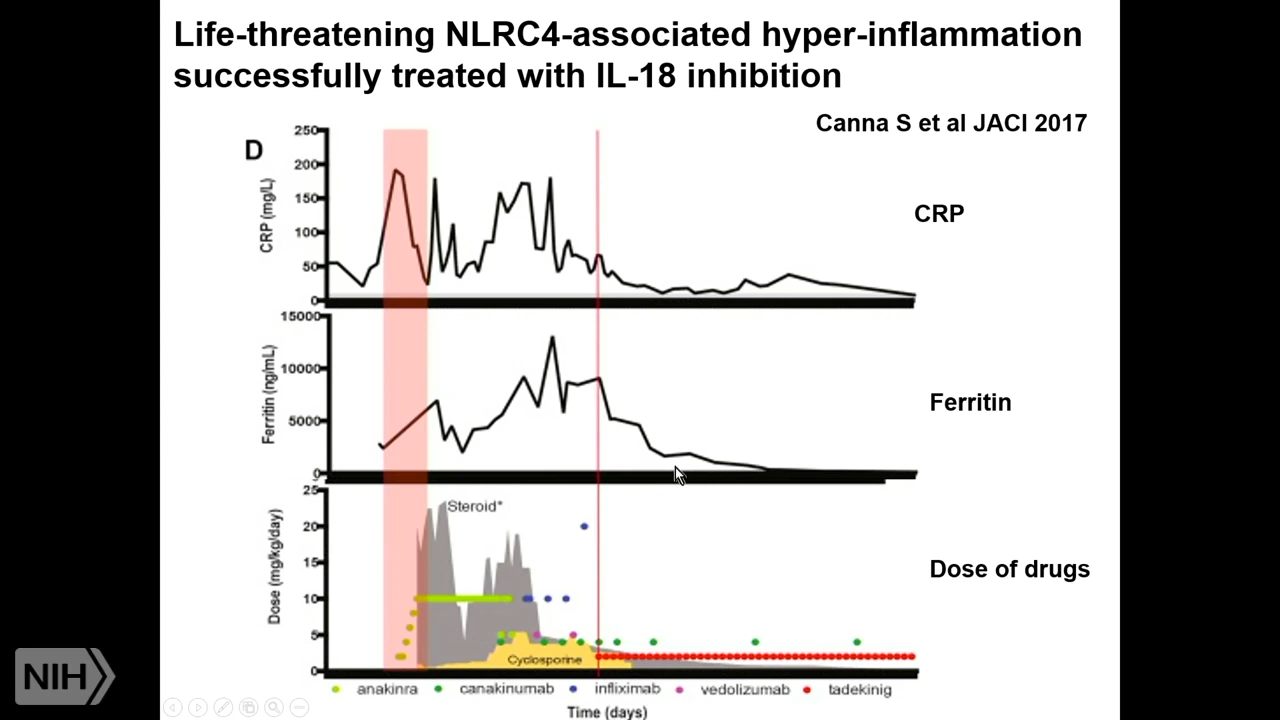 Life-threatening NLRC4-associated hyper-inflammation
successfully treated with IL-18 inhibition
Canna S et al JACI 2017
D
CRP (mg/L)
250
200
150
100
50
0
CRP
Ferritin (ng/mL)
15000
10000
5000
0
Ferritin
Dose (mg/kg/day)
25
20
15
10
5
0
Steroid*
Cyclosporine
Dose of drugs
anakinra canakinumab infliximab vedolizumab tadekinig
Time (days)
NIH